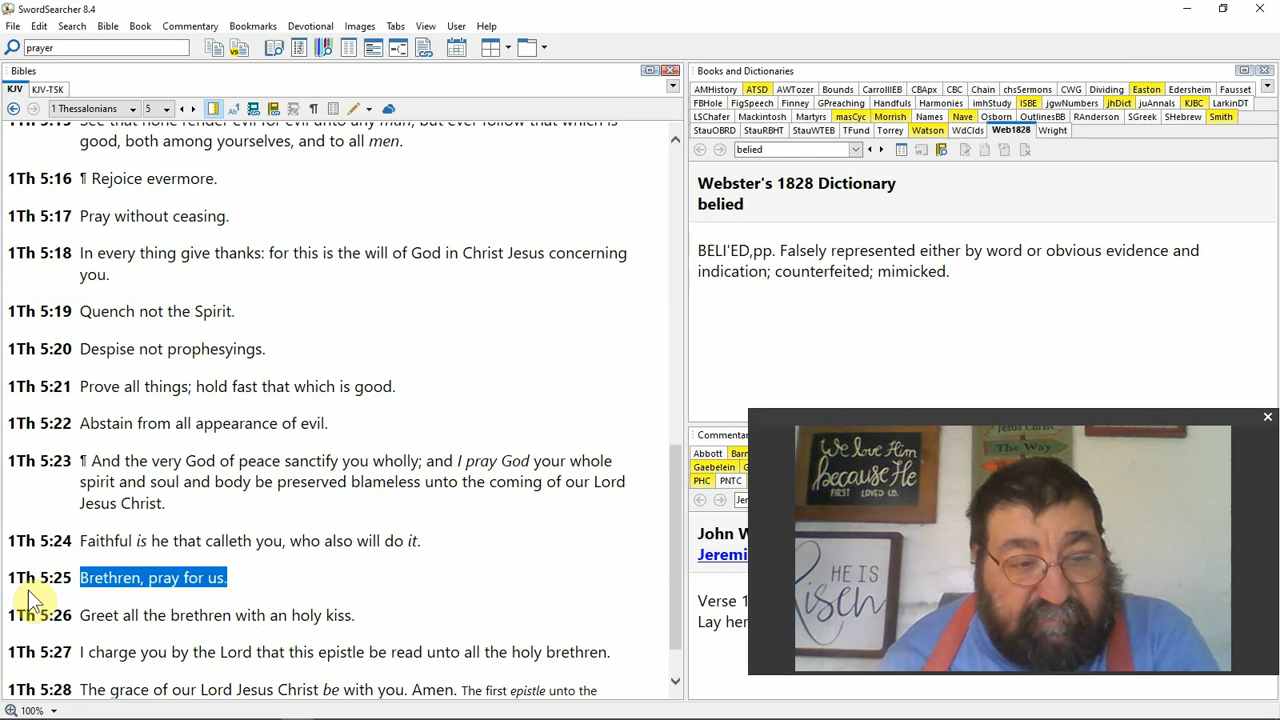 SwordSearcher 8.4
File Edit Search Bible Book Commentary Bookmarks Devotional Images Tabs View User Help
prayer
Bibles
KJV KJV-TSK
1 Thessalonians 5
good, both among yourselves, and to all men.
1Th 5:16 ¶ Rejoice evermore.
1Th 5:17 Pray without ceasing.
1Th 5:18 In every thing give thanks: for this is the will of God in Christ Jesus concerning
you.
1Th 5:19 Quench not the Spirit.
1Th 5:20 Despise not prophesyings.
1Th 5:21 Prove all things; hold fast that which is good.
1Th 5:22 Abstain from all appearance of evil.
1Th 5:23 ¶ And the very God of peace sanctify you wholly; and I pray God your whole
spirit and soul and body be preserved blameless unto the coming of our Lord
Jesus Christ.
1Th 5:24 Faithful is he that calleth you, who also will do it.
1Th 5:25 Brethren, pray for us.
1Th 5:26 Greet all the brethren with an holy kiss.
1Th 5:27 I charge you by the Lord that this epistle be read unto all the holy brethren.
1Th 5:28 The grace of our Lord Jesus Christ be with you. Amen. The first epistle unto the
100%
Books and Dictionaries
AMHistory ATSD AWTozer Bounds CarrollIEB CBApx CBC Chain chsSermons CWG Dividing Easton Edersheim Fausset
FBHole FigSpeech Finney GPreaching Handfuls Harmonies imhStudy ISBE jgwNumbers jhDict juAnnals KJBC LarkinDT
LSChafer Mackintosh Martyrs masCyc Morrish Names Nave Osborn OutlinesBB RAnderson SGreek SHebrew Smith
StauOBRD StauRBHT StauWTEB TFund Torrey Watson WdClds Web1828 Wright
belied
Webster's 1828 Dictionary
belied
BELI'ED,pp. Falsely represented either by word or obvious evidence and
indication; counterfeited; mimicked.
Commentar
Abbott Barn
Gaebelein G
PHC PNTC
Jer
John W
Jeremi
Verse 1
Lay her
We love Him
because He
FIRST LOVED US.
Jesus Christ
The Way
HE IS
Risen